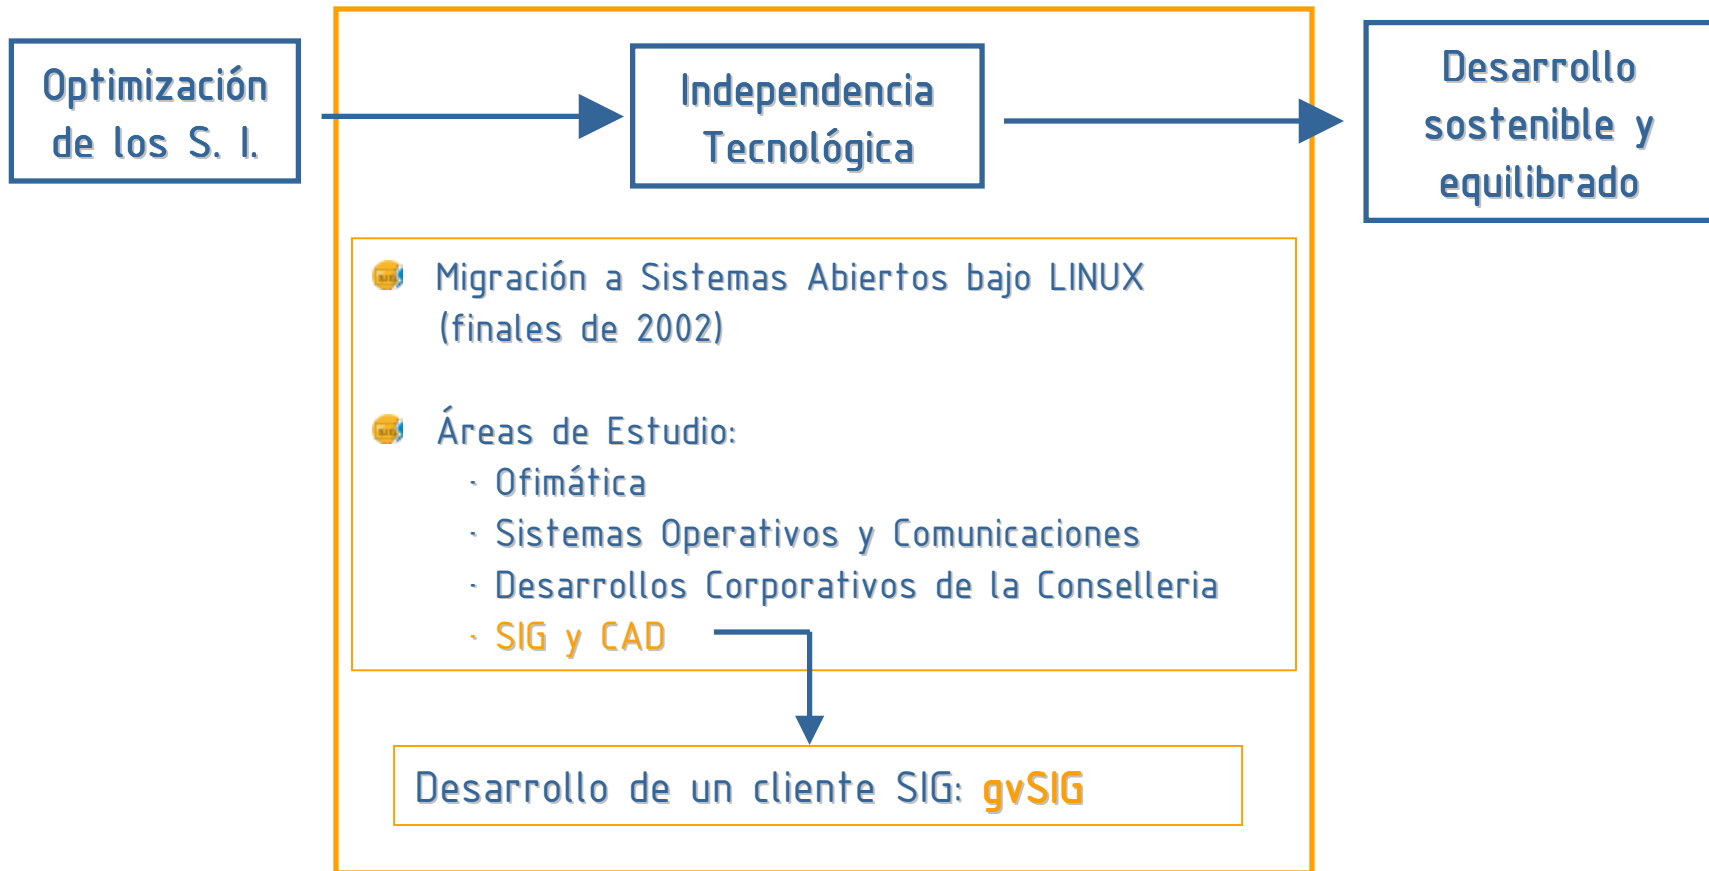 Optimización
de los S. I.
Independencia
Tecnológica
Desarrollo
sostenible y
equilibrado
Migración a Sistemas Abiertos bajo LINUX
(finales de 2002)
Áreas de Estudio:
· Ofimática
· Sistemas Operativos y Comunicaciones
· Desarrollos Corporativos de la Conselleria
· SIG y CAD
Desarrollo de un cliente SIG: gvSIG